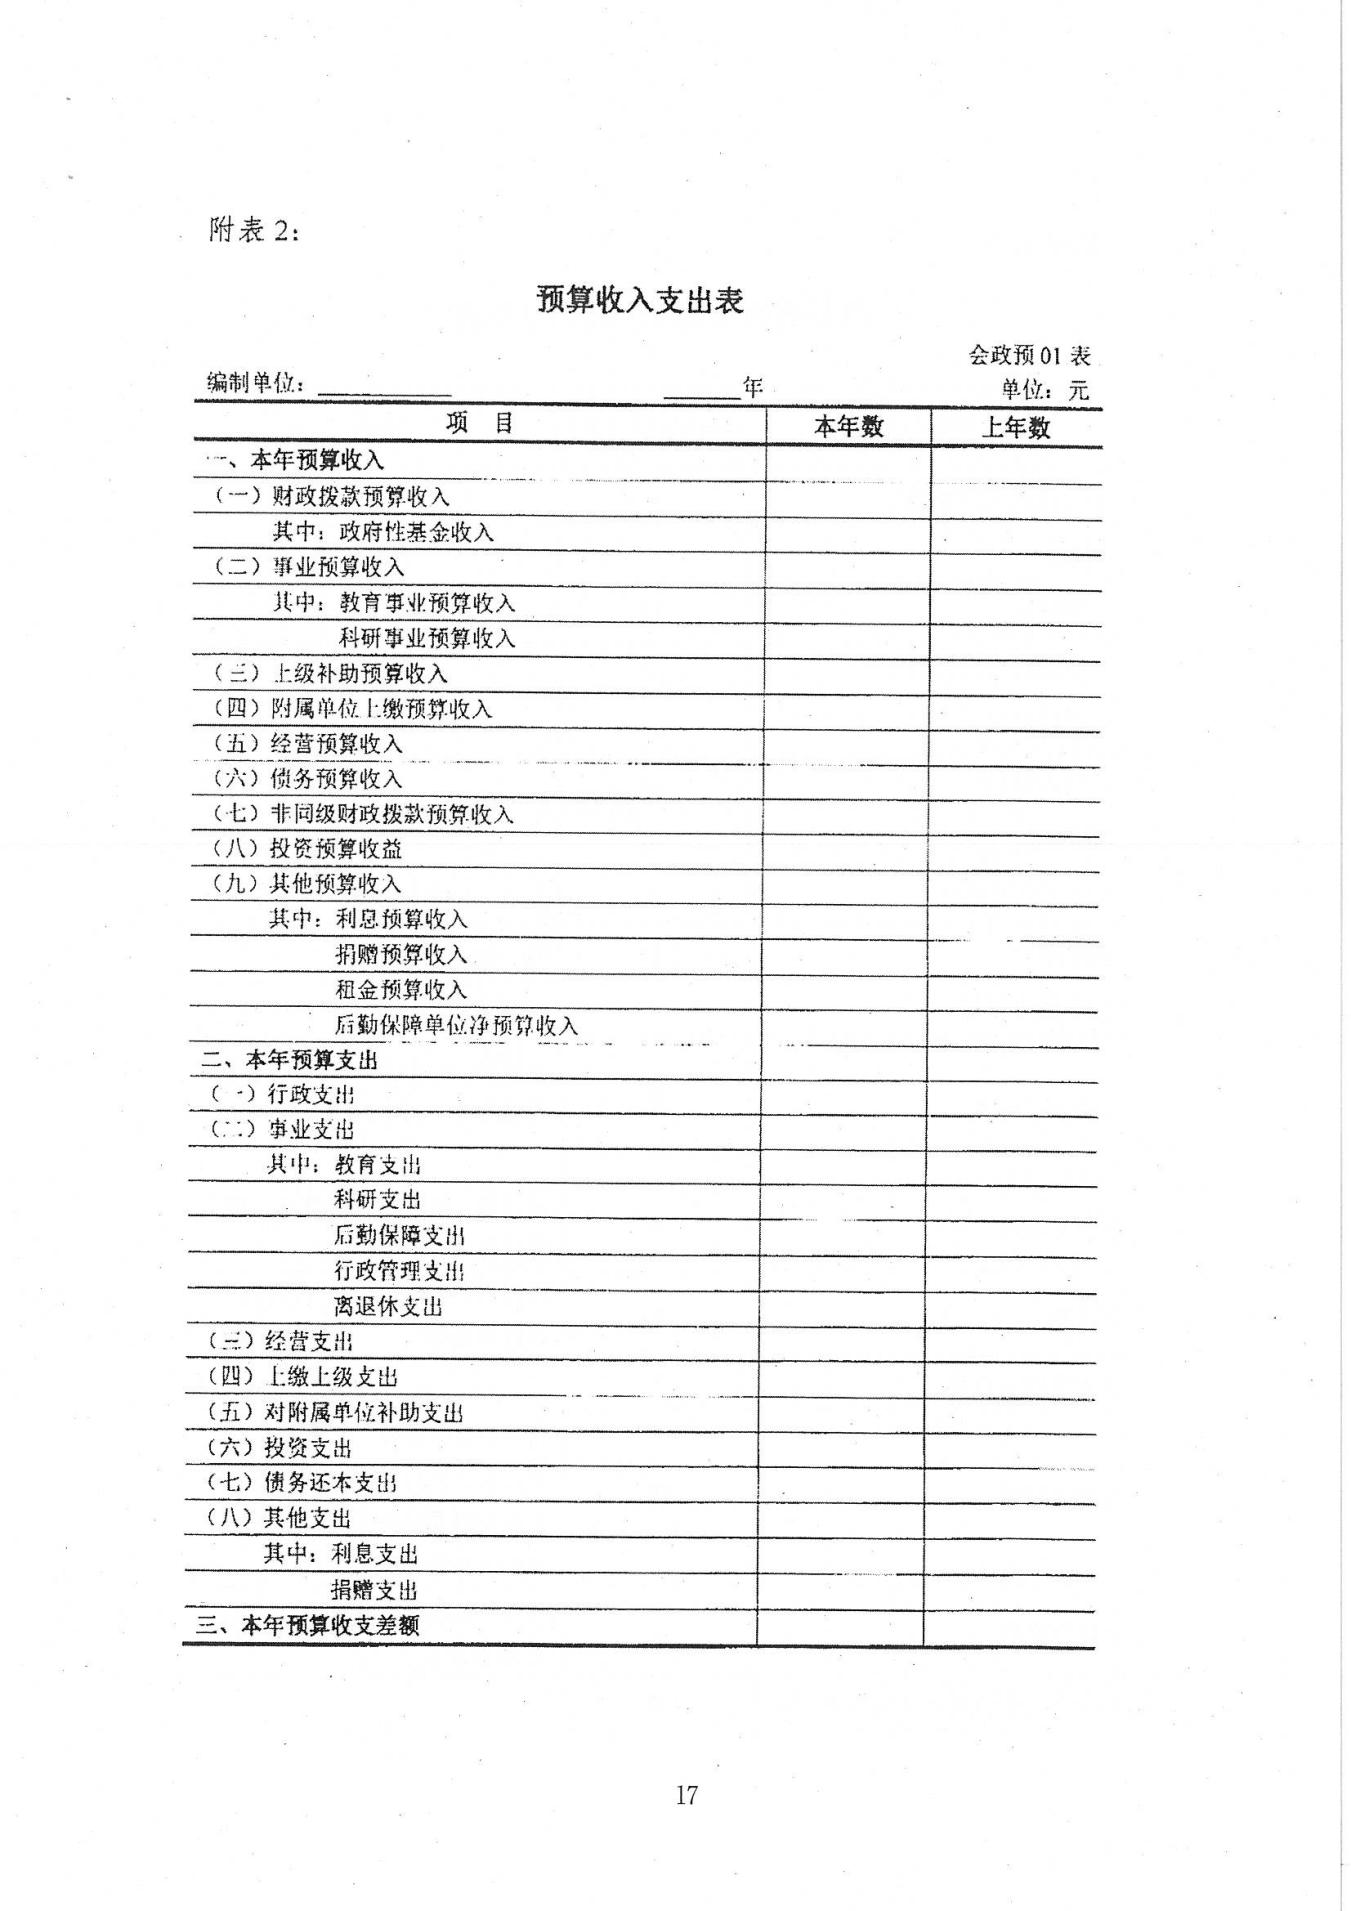 附表 2：
预算收入支出表
会政预 01 表
编制单位：____________ ______年 单位：元
项 目 本年数 上年数
一、本年预算收入
（一）财政拨款预算收入
其中：政府性基金收入
（二）事业预算收入
其中：教育事业预算收入
科研事业预算收入
（三）上级补助预算收入
（四）附属单位上缴预算收入
（五）经营预算收入
（六）债务预算收入
（七）非同级财政拨款预算收入
（八）投资预算收益
（九）其他预算收入
其中：利息预算收入
捐赠预算收入
租金预算收入
后勤保障单位净预算收入
二、本年预算支出
（一）行政支出
（二）事业支出
其中：教育支出
科研支出
后勤保障支出
行政管理支出
离退休支出
（三）经营支出
（四）上缴上级支出
（五）对附属单位补助支出
（六）投资支出
（七）债务还本支出
（八）其他支出
其中：利息支出
捐赠支出
三、本年预算收支差额
17